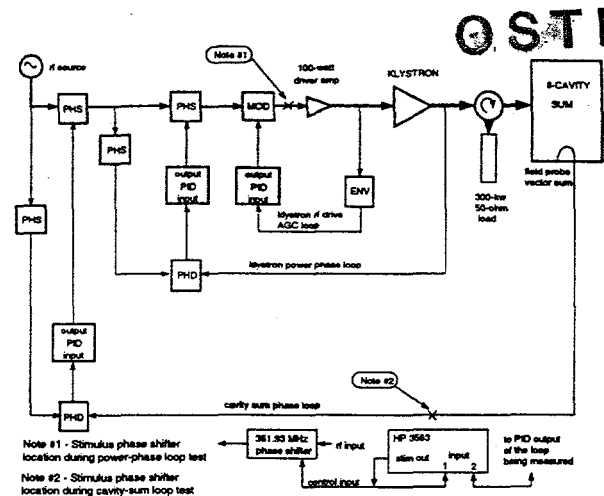 OSTI
rf source
Note #1
100-watt
driver amp
KLYSTRON
8-CAVITY
SUM
PHS
PHS
MOD
PHS
output
PID
input
output
PID
input
ENV
klystron rf drive
AGC loop
field probe
vector sum
300-kw
50-ohm
load
PHS
PHD
klystron power phase loop
output
PID
input
Note #2
cavity sum phase loop
PHD
Note #1 - Stimulus phase shifter
location during power-phase loop test
Note #2 - Stimulus phase shifter
location during cavity-sum loop test
361.93 MHz
phase shifter
rf input
control input
HP 3563
stim out
input
1 2
to PID output
of the loop
being measured